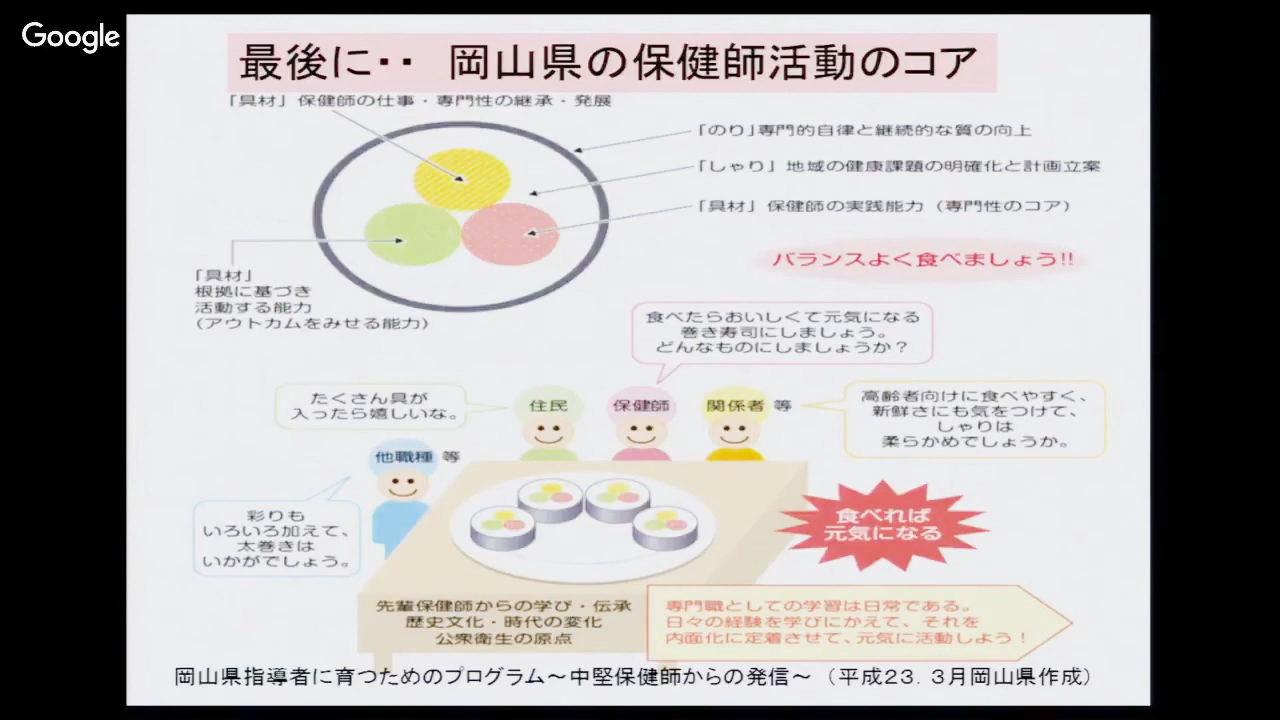 Google
最後に・・ 岡山県の保健師活動のコア
「具材」保健師の仕事・専門性の継承・発展
「のり」専門的自律と継続的な質の向上
「しゃり」地域の健康課題の明確化と計画立案
「具材」保健師の実践能力（専門性のコア）
バランスよく食べましょう!!
「具材」
根拠に基づき
活動する能力
(アウトカムをみせる能力)
食べたらおいしくて元気になる
巻き寿司にしましょう。
どんなものにしましょうか？
たくさん具が
入ったら嬉しいな。
住民
保健師
関係者 等
高齢者向けに食べやすく、
新鮮さにも気をつけて、
しゃりは
柔らかめでしょうか。
他職種 等
彩りも
いろいろ加えて、
太巻きは
いかがでしょう。
食べれば
元気になる
先輩保健師からの学び・伝承
歴史文化・時代の変化
公衆衛生の原点
専門職としての学習は日常である。
日々の経験を学びにかえて、それを
内面化に定着させて、元気に活動しよう！
岡山県指導者に育つためのプログラム～中堅保健師からの発信～（平成23．3月岡山県作成）